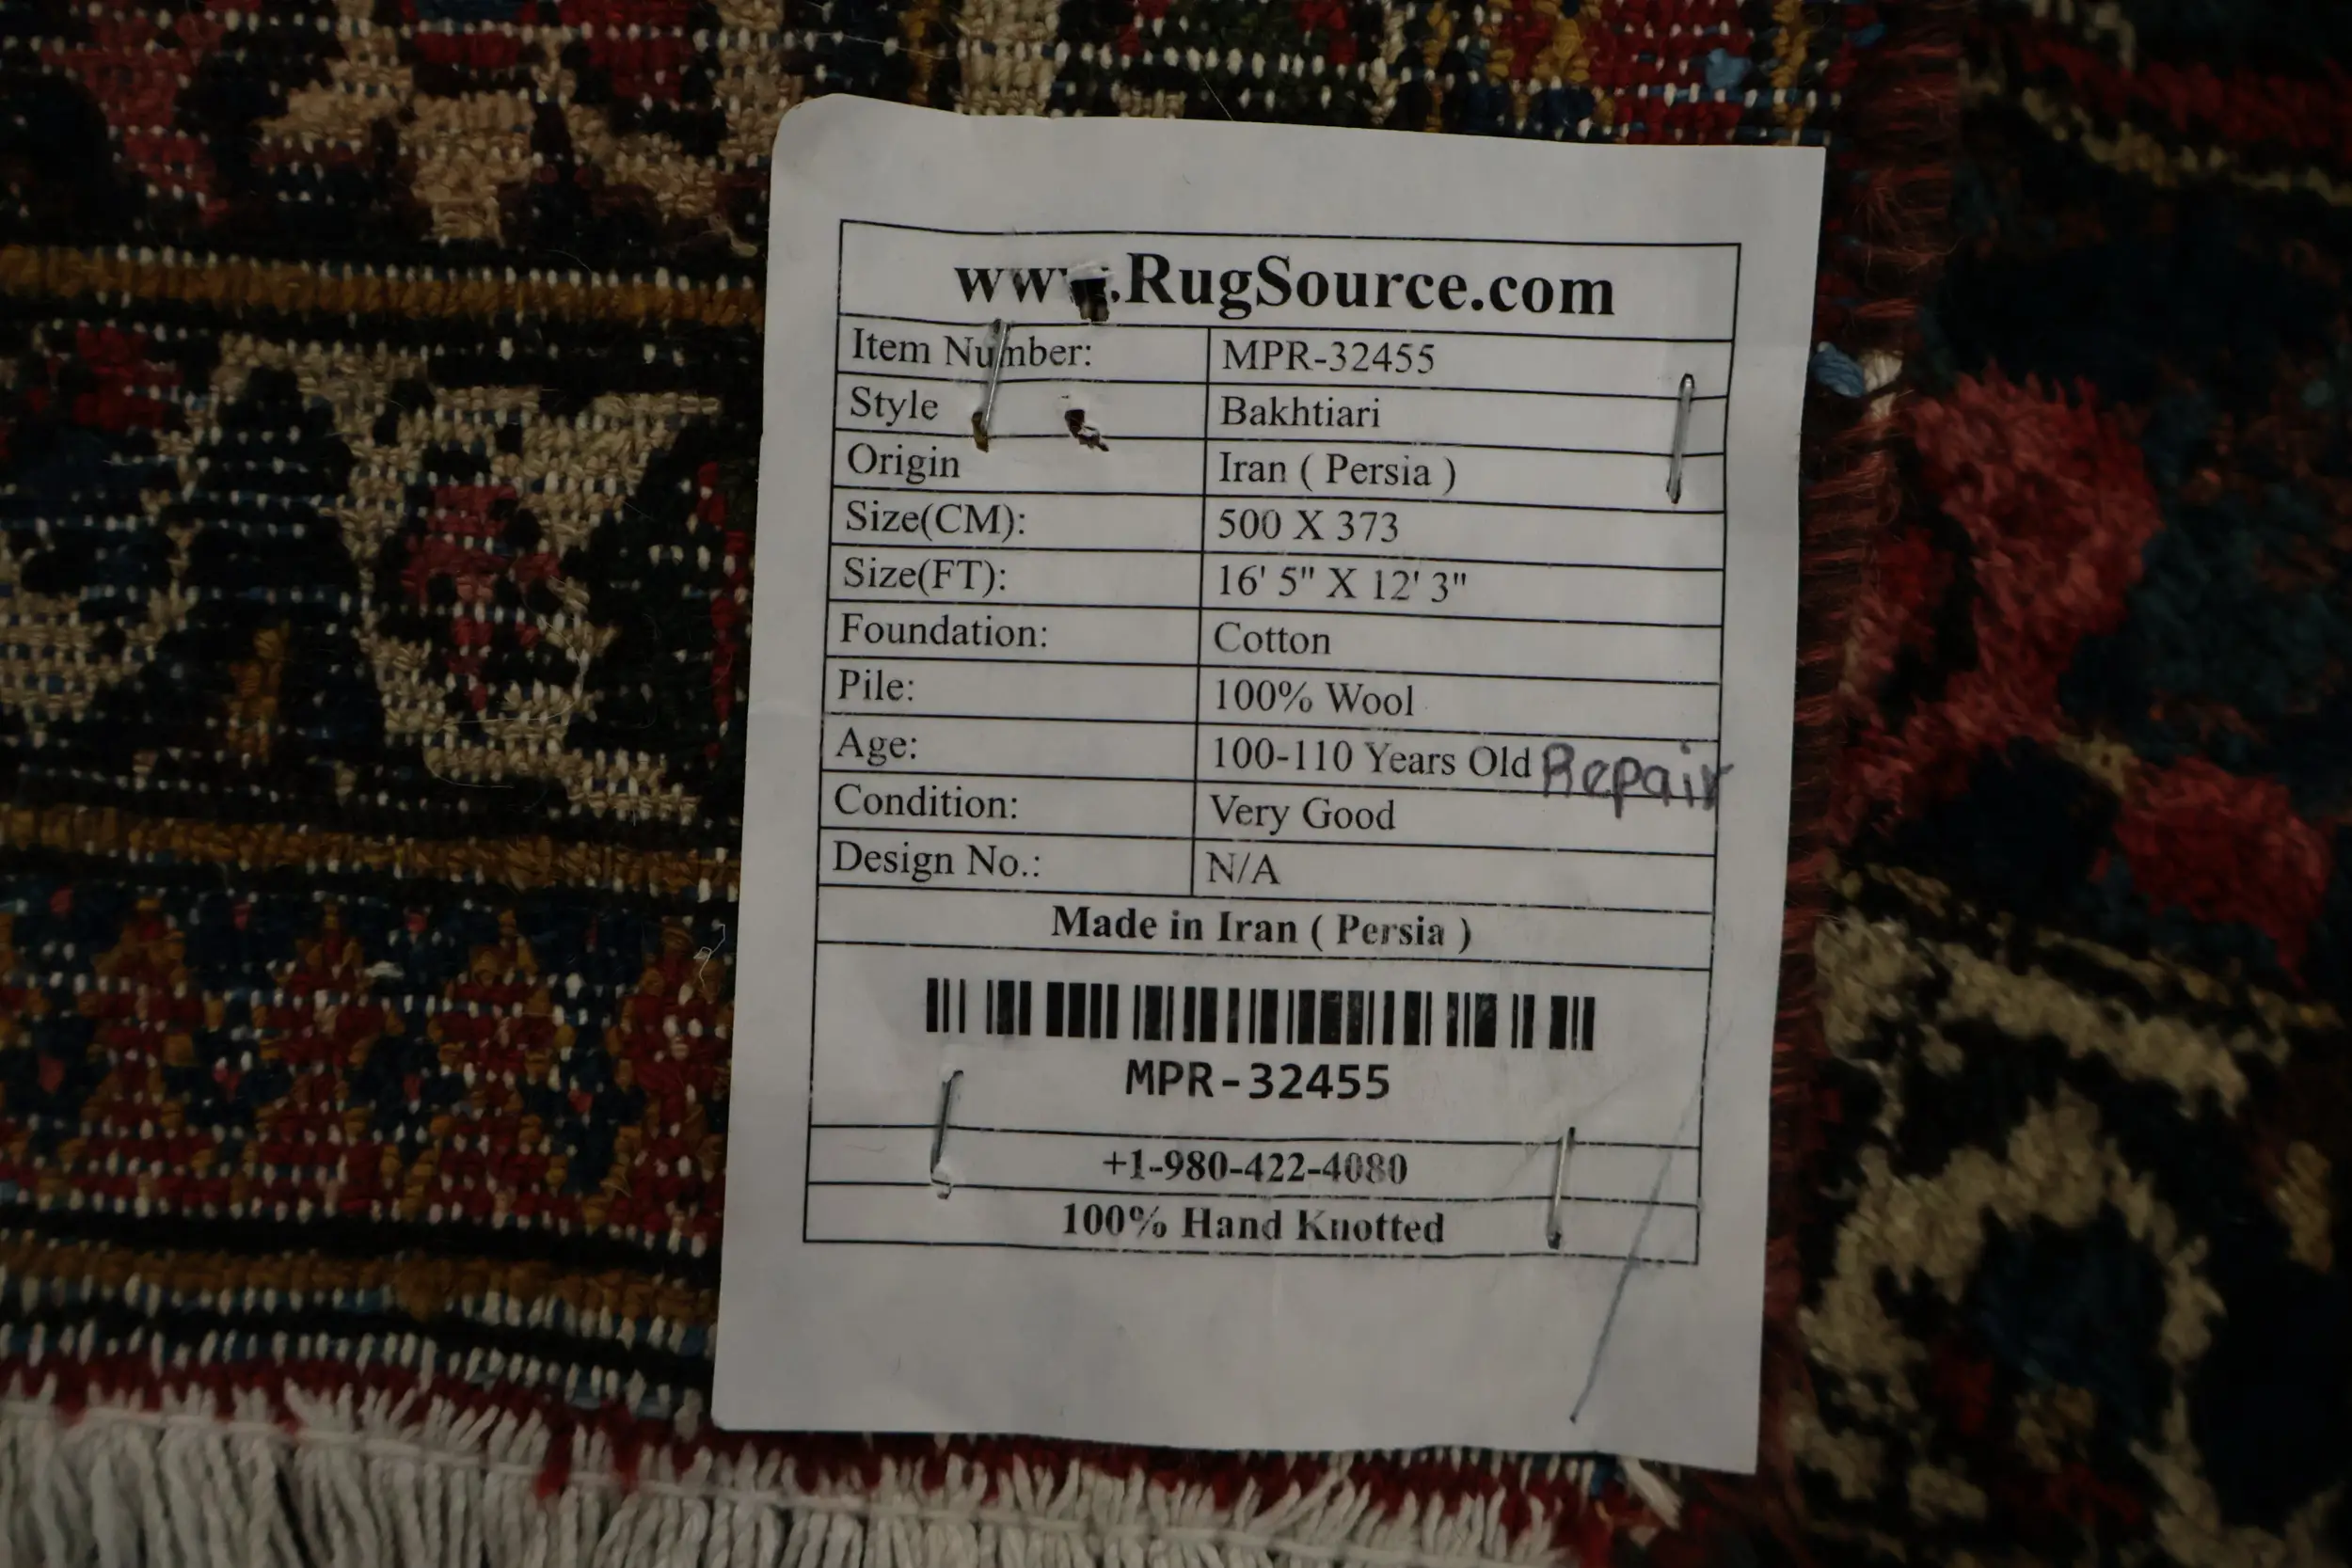 www.RugSource.com
Item Number: MPR-32455
Style Bakhtiari
Origin Iran ( Persia )
Size(CM): 500 X 373
Size(FT): 16' 5" X 12' 3"
Foundation: Cotton
Pile: 100% Wool
Age: 100-110 Years Old Repair
Condition: Very Good
Design No.: N/A
Made in Iran ( Persia )
MPR-32455
+1-980-422-4080
100% Hand Knotted